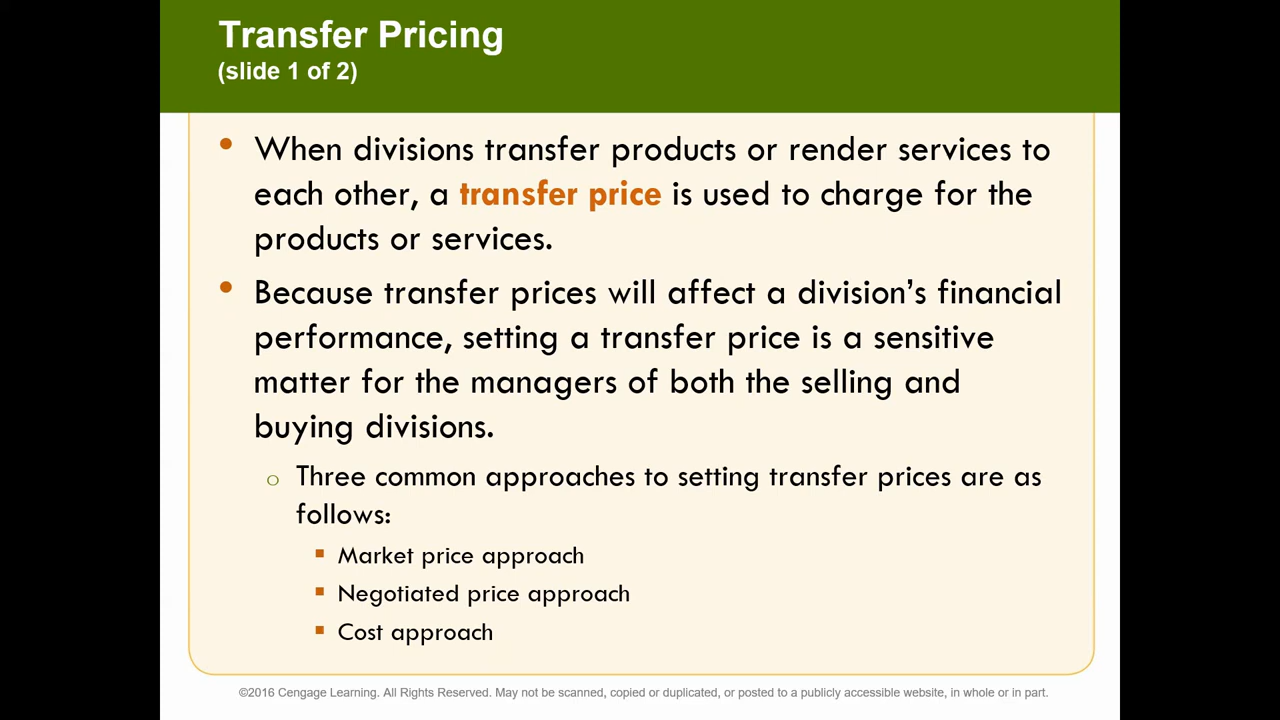 Transfer Pricing
(slide 1 of 2)
• When divisions transfer products or render services to
each other, a transfer price is used to charge for the
products or services.
• Because transfer prices will affect a division’s financial
performance, setting a transfer price is a sensitive
matter for the managers of both the selling and
buying divisions.
○ Three common approaches to setting transfer prices are as
follows:
▪ Market price approach
▪ Negotiated price approach
▪ Cost approach
©2016 Cengage Learning. All Rights Reserved. May not be scanned, copied or duplicated, or posted to a publicly accessible website, in whole or in part.